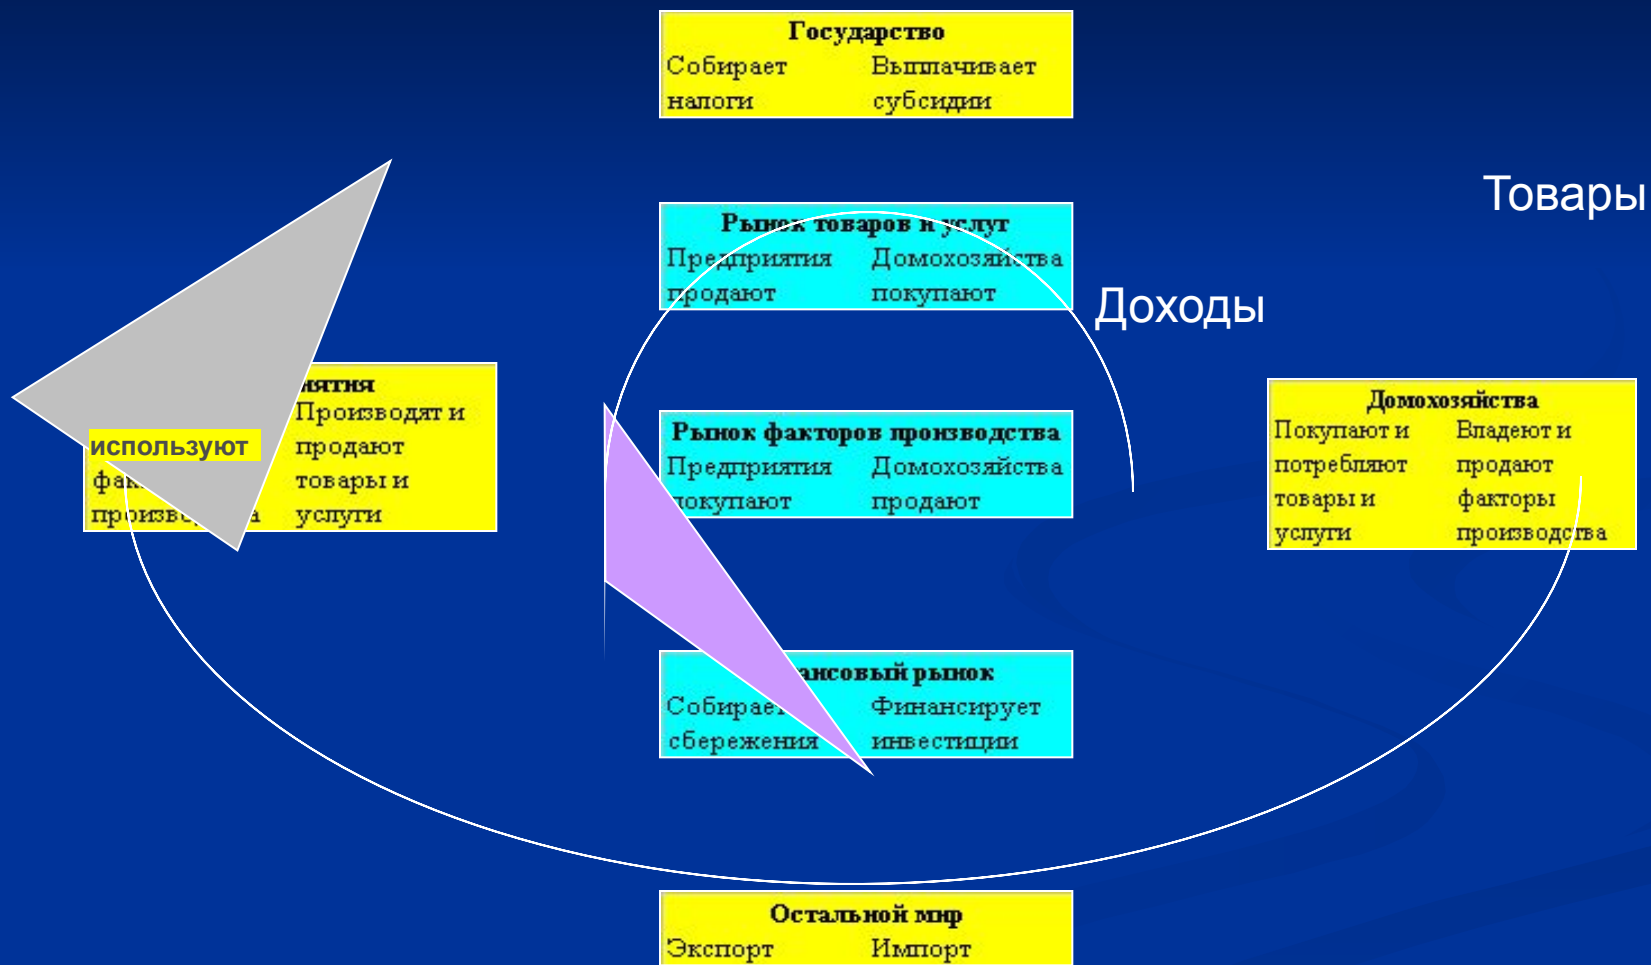 Государство
Собирает Выплачивает
налоги субсидии
Товары
Рынок товаров и услуг
Предприятия Домохозяйства
продают покупают
Доходы
Производят и
используют продают
товары и
услуги
Рынок факторов производства
Предприятия Домохозяйства
покупают продают
Домохозяйства
Покупают и Владеют и
потребляют продают
товары и факторы
услуги производства
рынок
Собирает Финансирует
сбережения инвестиции
Остальной мир
Экспорт Импорт